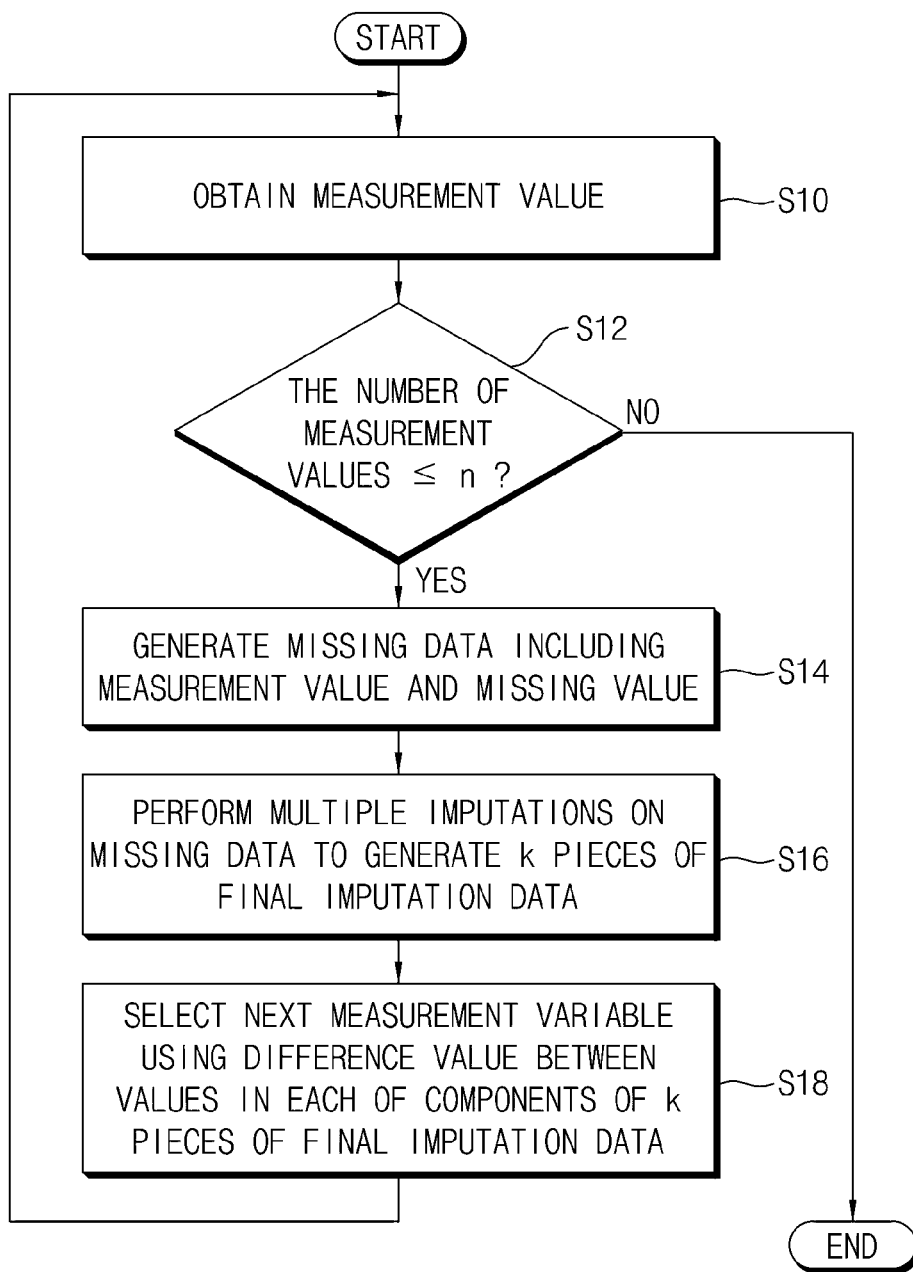 START
OBTAIN MEASUREMENT VALUE
S10
S12
THE NUMBER OF
MEASUREMENT
VALUES ≦ n ?
NO
YES
GENERATE MISSING DATA INCLUDING
MEASUREMENT VALUE AND MISSING VALUE
S14
PERFORM MULTIPLE IMPUTATIONS ON
MISSING DATA TO GENERATE k PIECES OF
FINAL IMPUTATION DATA
S16
SELECT NEXT MEASUREMENT VARIABLE
USING DIFFERENCE VALUE BETWEEN
VALUES IN EACH OF COMPONENTS OF k
PIECES OF FINAL IMPUTATION DATA
S18
END